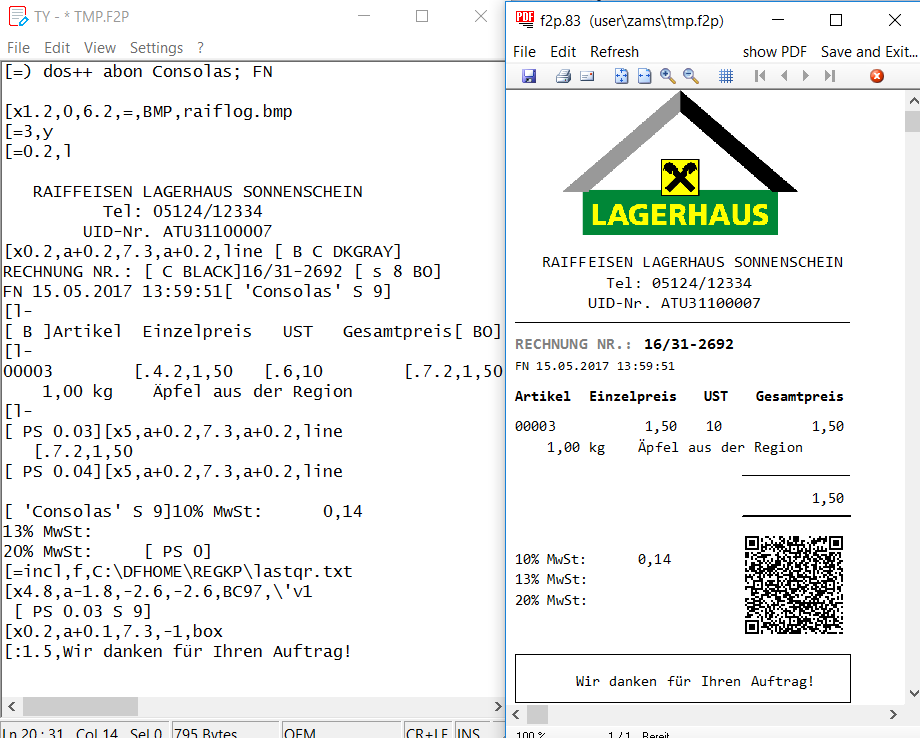 TY - * TMP.F2P
File Edit View Settings ?
[=) dos++ abon Consolas; FN
[x1.2,0,6.2,=,BMP,raiflog.bmp
[=3,y
[=0.2,l
RAIFFEISEN LAGERHAUS SONNENSCHEIN
Tel: 05124/12334
UID-Nr. ATU31100007
[x0.2,a+0.2,7.3,a+0.2,line [ B C DKGRAY]
RECHNUNG NR.: [ C BLACK]16/31-2692 [ s 8 BO]
FN 15.05.2017 13:59:51[ 'Consolas' S 9]
[l-
[ B ]Artikel Einzelpreis UST Gesamtpreis[ BO]
[l-
00003 [.4.2,1,50 [.6,10 [.7.2,1,50
1,00 kg Äpfel aus der Region
[l-
[ PS 0.03][x5,a+0.2,7.3,a+0.2,line
[.7.2,1,50
[ PS 0.04][x5,a+0.2,7.3,a+0.2,line
[ 'Consolas' S 9]10% MwSt: 0,14
13% MwSt:
20% MwSt: [ PS 0]
[=incl,f,C:\DFHOME\REGKP\lastqr.txt
[x4.8,a-1.8,-2.6,-2.6,BC97,\'v1
[ PS 0.03 S 9]
[x0.2,a+0.1,7.3,-1,box
[:1.5,Wir danken für Ihren Auftrag!
Ln 20 : 31 Col 14 Sel 0 795 Bytes OEM CR+LF INS
PDF f2p.83 (user\zams\tmp.f2p)
File Edit Refresh show PDF Save and Exit...
LAGERHAUS
RAIFFEISEN LAGERHAUS SONNENSCHEIN
Tel: 05124/12334
UID-Nr. ATU31100007
RECHNUNG NR.: 16/31-2692
FN 15.05.2017 13:59:51
Artikel Einzelpreis UST Gesamtpreis
00003 1,50 10 1,50
1,00 kg Äpfel aus der Region
1,50
10% MwSt: 0,14
13% MwSt:
20% MwSt:
Wir danken für Ihren Auftrag!
100 % 1 / 1 Bereit